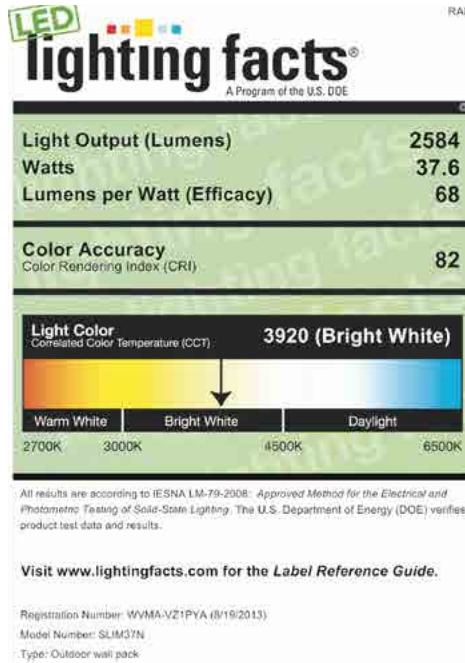 LED
lighting facts®
A Program of the U.S. DOE
Light Output (Lumens) 2584
Watts 37.6
Lumens per Watt (Efficacy) 68
Color Accuracy
Color Rendering Index (CRI) 82
Light Color
Correlated Color Temperature (CCT) 3920 (Bright White)
Warm White Bright White Daylight
2700K 3000K 4500K 6500K
All results are according to IESNA LM-79-2008: Approved Method for the Electrical and
Photometric Testing of Solid-State Lighting. The U.S. Department of Energy (DOE) verifies
product test data and results.
Visit www.lightingfacts.com for the Label Reference Guide.
Registration Number: WVMA-VZ1PYA (8/19/2013)
Model Number: SLIM37N
Type: Outdoor wall pack